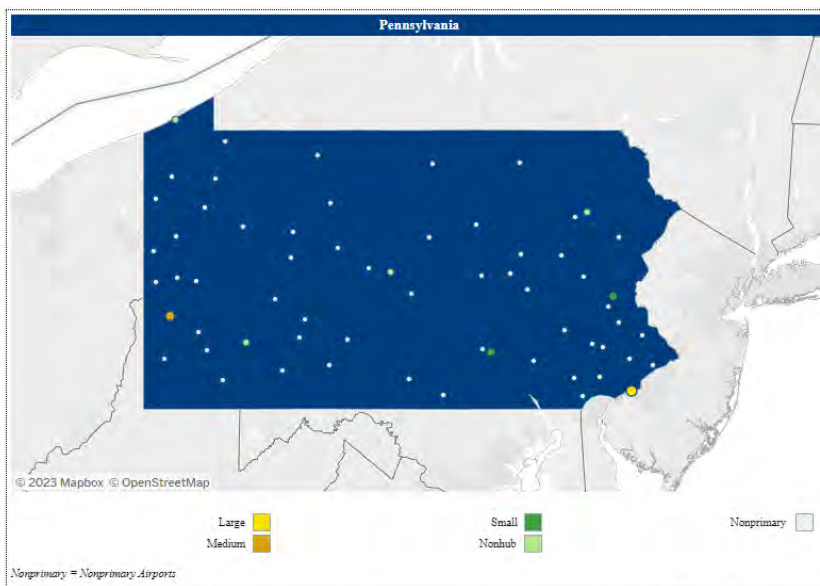 Pennsylvania
© 2023 Mapbox © OpenStreetMap
Large
Small
Nonprimary
Medium
Nonhub
Nonprimary = Nonprimary Airports